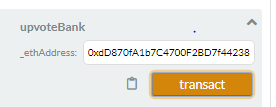 upvoteBank
_ethAddress: 0xdD870fA1b7C4700F2BD7f44238
transact